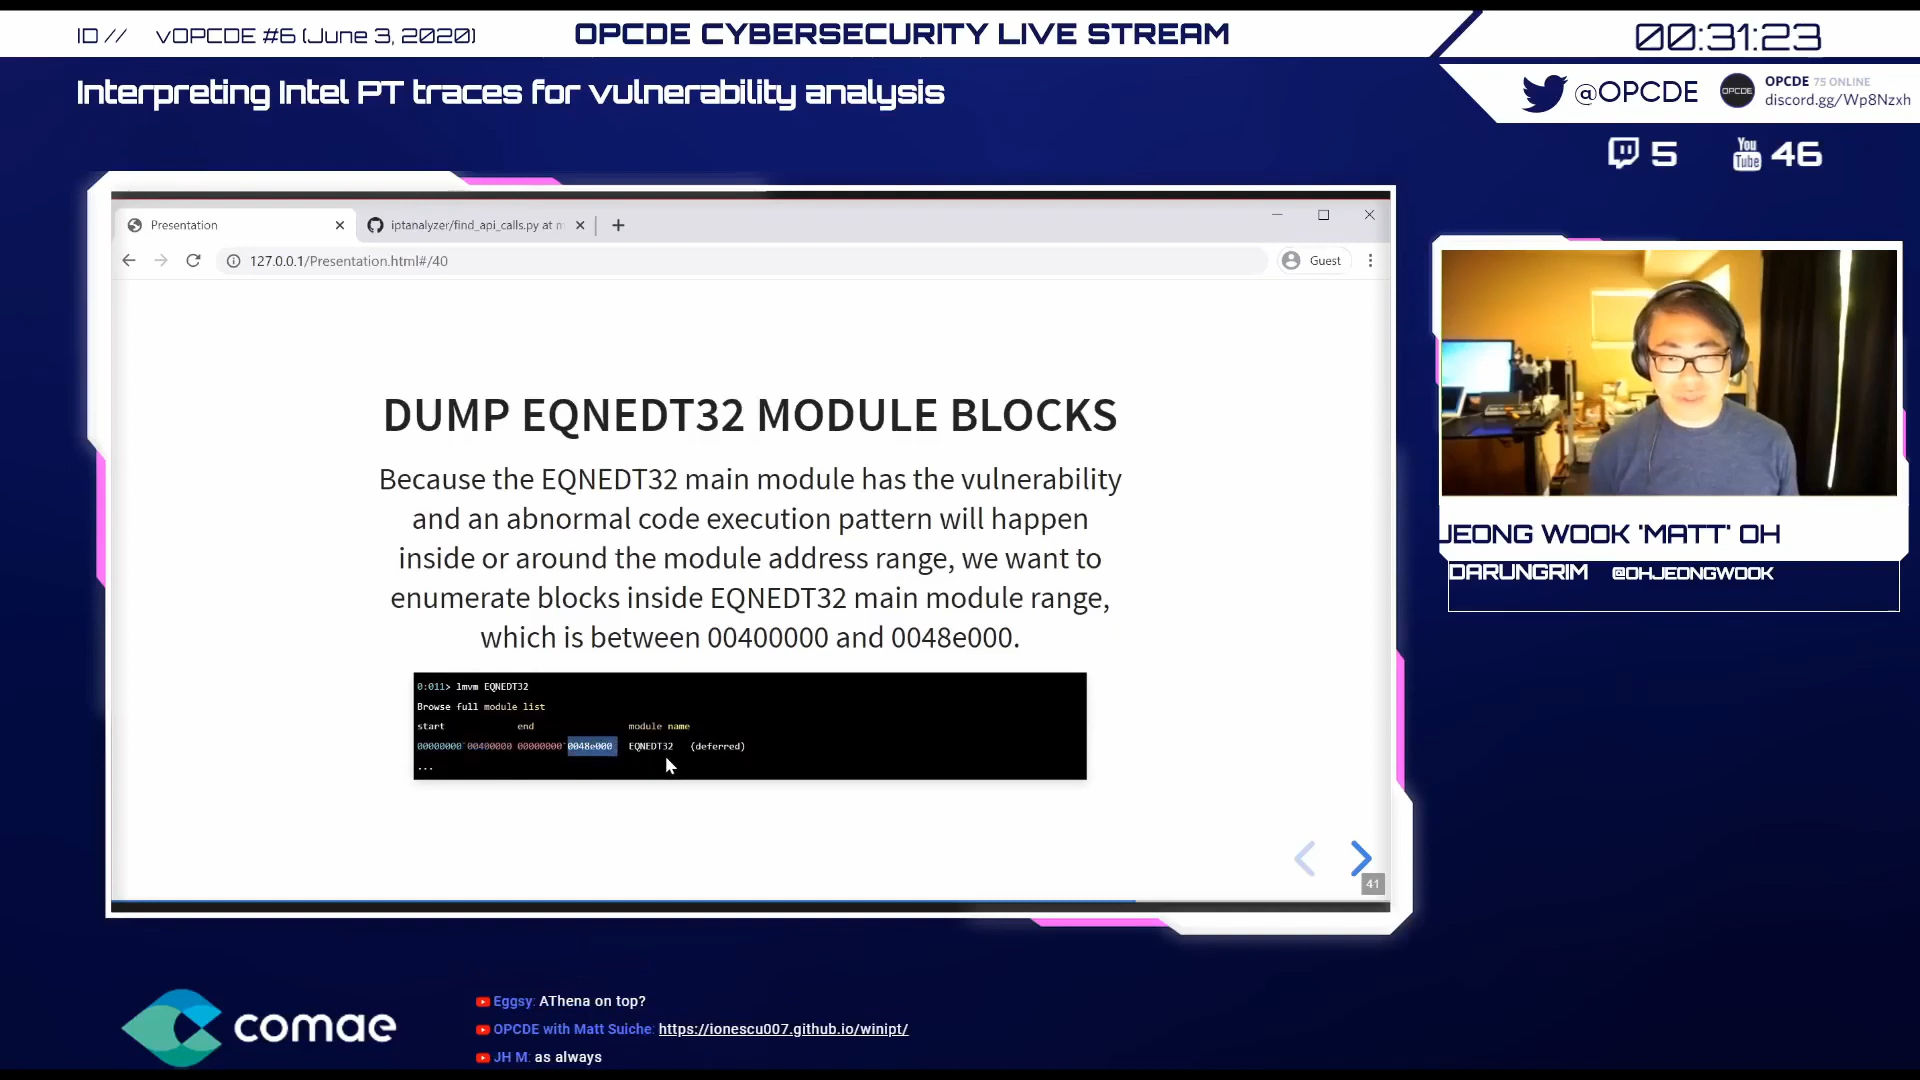 ID // vOPCDE #6 (June 3, 2020)
OPCDE CYBERSECURITY LIVE STREAM
00:31:23
Interpreting Intel PT traces for vulnerability analysis
@OPCDE
OPCDE
OPCDE 75 ONLINE
discord.gg/Wp8Nzxh
5
You Tube 46
Presentation
iptanalyzer/find_api_calls.py at m
127.0.0.1/Presentation.html#/40
Guest
DUMP EQNEDT32 MODULE BLOCKS
Because the EQNEDT32 main module has the vulnerability
and an abnormal code execution pattern will happen
inside or around the module address range, we want to
enumerate blocks inside EQNEDT32 main module range,
which is between 00400000 and 0048e000.
0:011> lmvm EQNEDT32
Browse full module list
start end module name
00000000`00400000 00000000`0048e000 EQNEDT32 (deferred)
...
41
JEONG WOOK 'MATT' OH
DARUNGRIM @OHJEONGWOOK
comae
Eggsy: AThena on top?
OPCDE with Matt Suiche: https://ionescu007.github.io/winipt/
JH M: as always